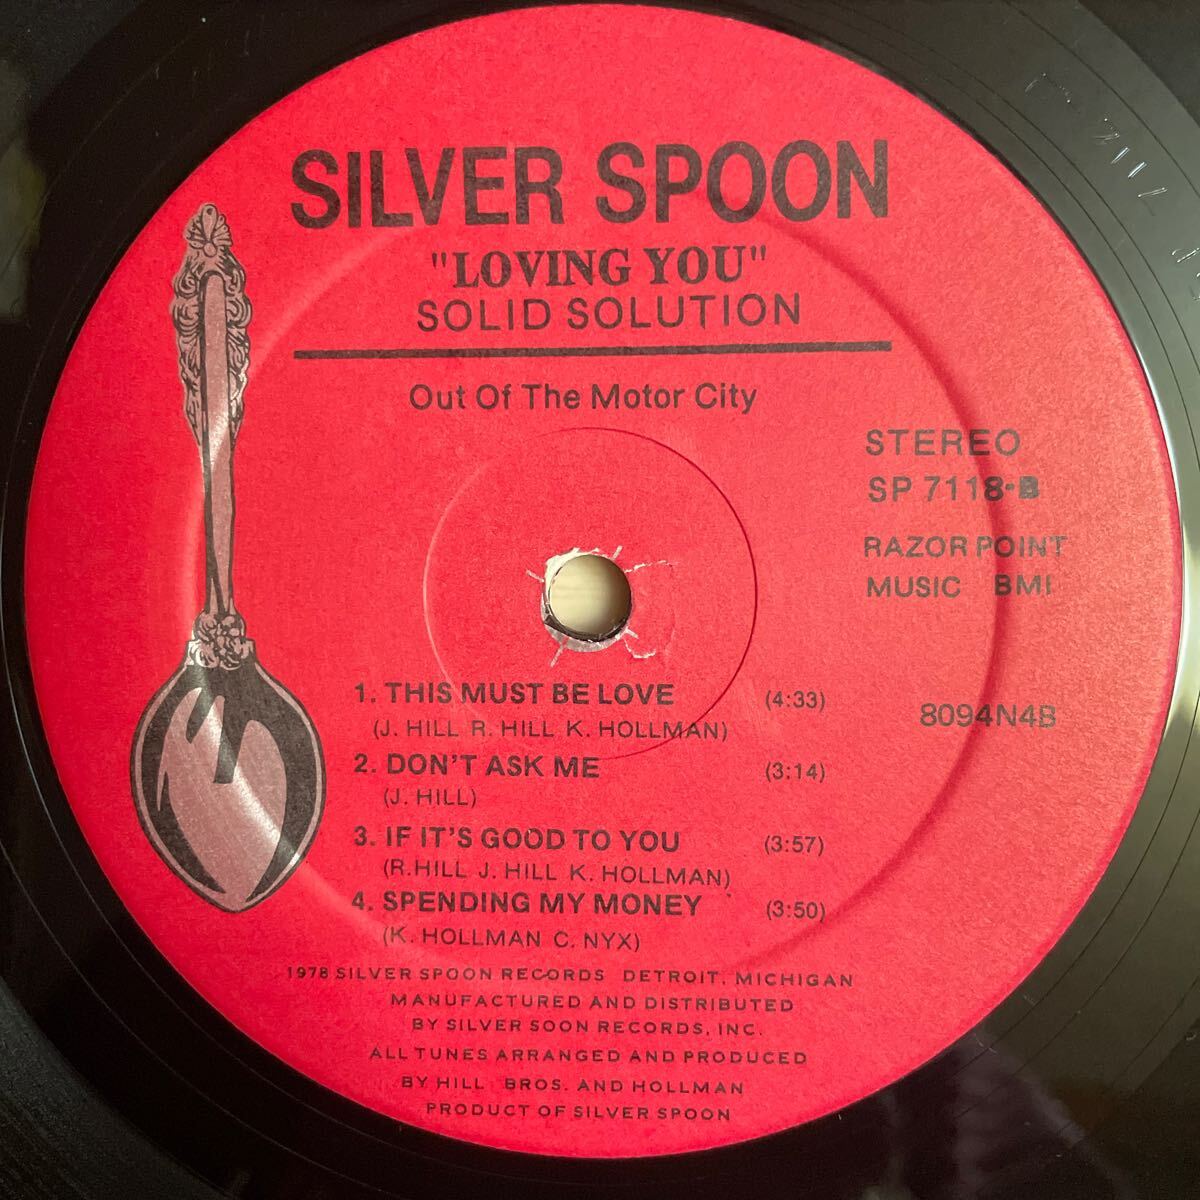 SILVER SPOON
"LOVING YOU"
SOLID SOLUTION
Out Of The Motor City
STEREO
SP 7118-B
RAZOR POINT
MUSIC BMI
1. THIS MUST BE LOVE (4:33)
(J. HILL R. HILL K. HOLLMAN)
8094N4B
2. DON'T ASK ME (3:14)
(J. HILL)
3. IF IT'S GOOD TO YOU (3:57)
(R.HILL J. HILL K. HOLLMAN)
4. SPENDING MY MONEY (3:50)
(K. HOLLMAN C. NYX)
1978 SILVER SPOON RECORDS DETROIT, MICHIGAN
MANUFACTURED AND DISTRIBUTED
BY SILVER SOON RECORDS, INC.
ALL TUNES ARRANGED AND PRODUCED
BY HILL BROS. AND HOLLMAN
PRODUCT OF SILVER SPOON